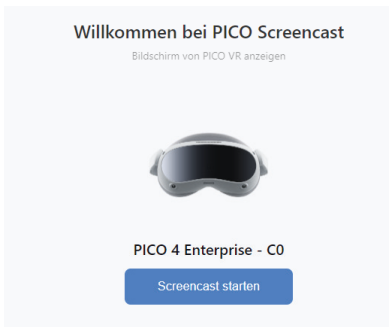 Willkommen bei PICO Screencast
Bildschirm von PICO VR anzeigen
PICO 4 Enterprise - C0
Screencast starten